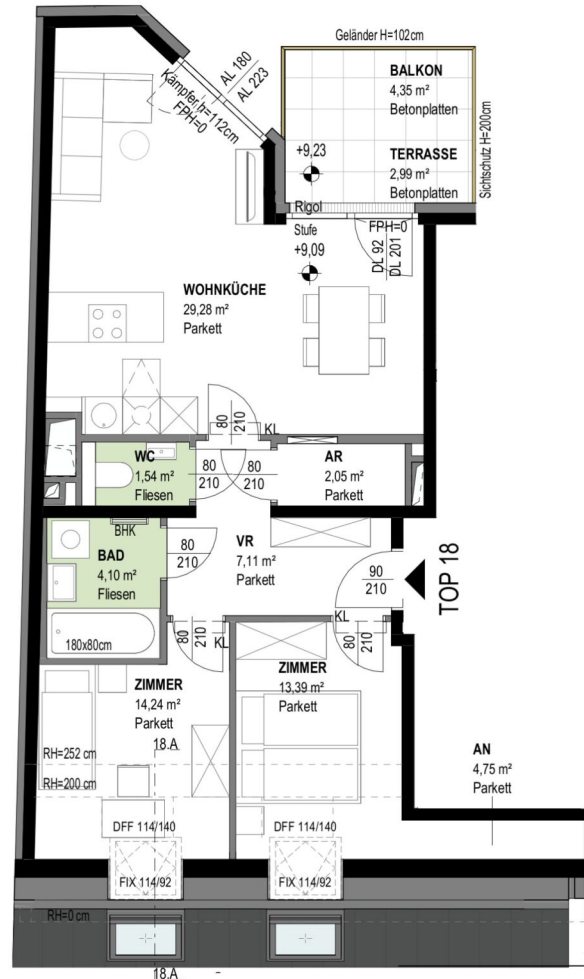 Geländer H=102cm
BALKON
4,35 m²
Betonplatten
TERRASSE
2,99 m²
Betonplatten
Sichtschutz H=200cm
AL 180
AL 223
Kämpfer h=112cm
FPH=0
+9,23
Rigol
Stufe
FPH=0
+9,09
DL 92
DL 201
WOHNKÜCHE
29,28 m²
Parkett
80
210
KL
WC
1,54 m²
Fliesen
80
210
80
210
AR
2,05 m²
Parkett
BHK
BAD
4,10 m²
Fliesen
80
210
VR
7,11 m²
Parkett
90
210
TOP 18
180x80cm
80
210
KL
KL
80
210
ZIMMER
14,24 m²
Parkett
18.A
ZIMMER
13,39 m²
Parkett
RH=252 cm
RH=200 cm
AN
4,75 m²
Parkett
DFF 114/140
DFF 114/140
FIX 114/92
FIX 114/92
RH=0 cm
18.A